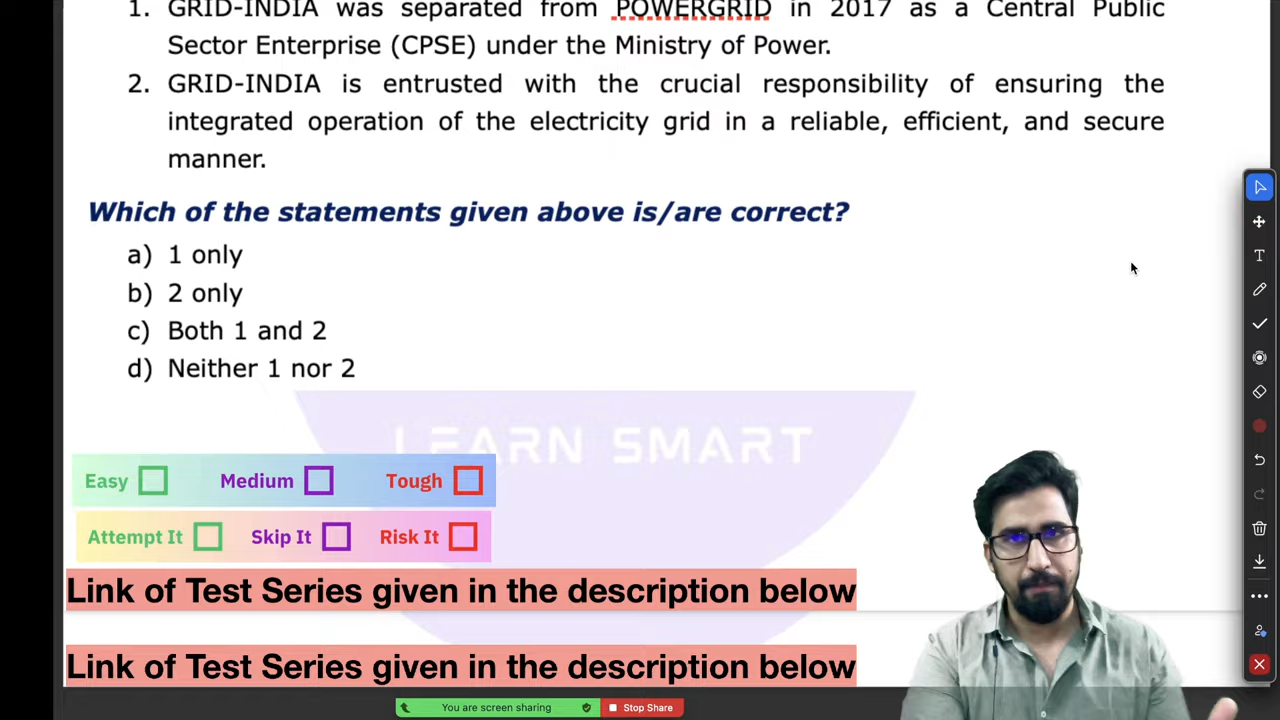 1. GRID-INDIA was separated from POWERGRID in 2017 as a Central Public
Sector Enterprise (CPSE) under the Ministry of Power.
2. GRID-INDIA is entrusted with the crucial responsibility of ensuring the
integrated operation of the electricity grid in a reliable, efficient, and secure
manner.
Which of the statements given above is/are correct?
a) 1 only
b) 2 only
c) Both 1 and 2
d) Neither 1 nor 2
LEARN SMART
Easy Medium Tough
Attempt It Skip It Risk It
Link of Test Series given in the description below
Link of Test Series given in the description below
You are screen sharing Stop Share